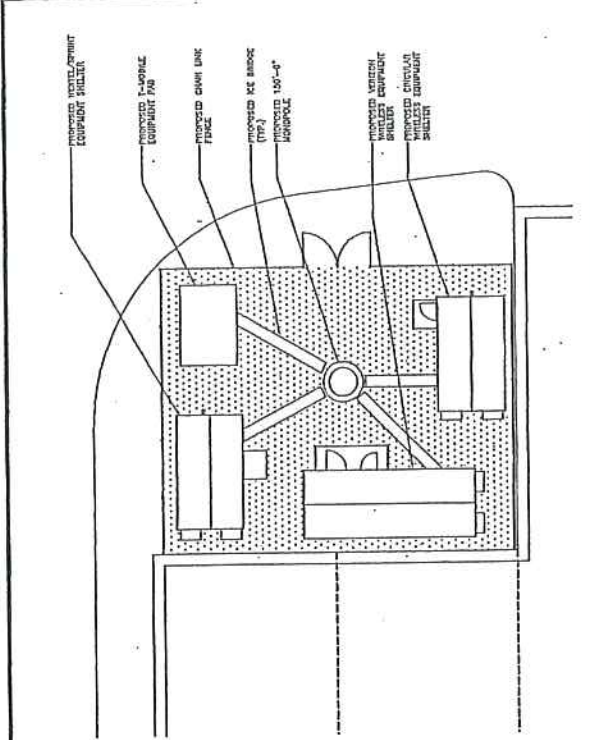 PROPOSED NEXTEL/SPRINT
EQUIPMENT SHELTER
PROPOSED T-MOBILE
EQUIPMENT PAD
PROPOSED CHAIN LINK
FENCE
PROPOSED ICE BRIDGE
(TYP.)
PROPOSED 150'-0"
MONOPOLE
PROPOSED VERIZON
WIRELESS EQUIPMENT
SHELTER
PROPOSED CINGULAR
WIRELESS EQUIPMENT
SHELTER